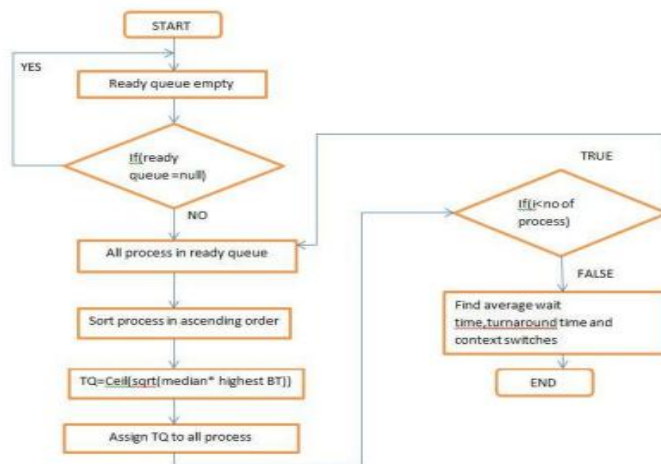 START
YES
Ready queue empty
If(ready
queue =null)
NO
All process in ready queue
Sort process in ascending order
TQ=Ceil(sqrt(median* highest BT))
Assign TQ to all process
TRUE
If(i<no of
process)
FALSE
Find average wait
time,turnaround time and
context switches
END